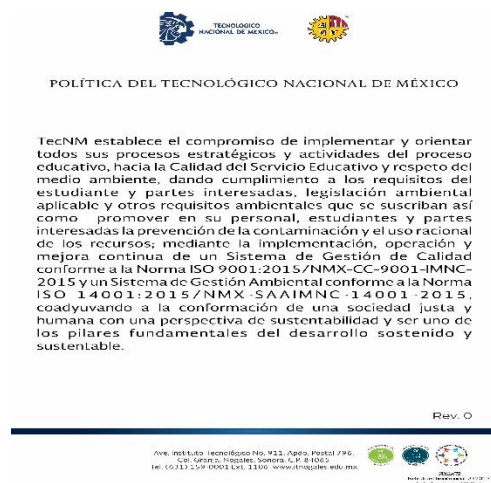 TECNOLÓGICO
NACIONAL DE MÉXICO
POLÍTICA DEL TECNOLÓGICO NACIONAL DE MÉXICO
TecNM establece el compromiso de implementar y orientar
todos sus procesos estratégicos y actividades del proceso
educativo, hacia la Calidad del Servicio Educativo y respeto del
medio ambiente, dando cumplimiento a los requisitos del
estudiante y partes interesadas, legislación ambiental
aplicable y otros requisitos ambientales que se suscriban así
como promover en su personal, estudiantes y partes
interesadas la prevención de la contaminación y el uso racional
de los recursos; mediante la implementación, operación y
mejora continua de un Sistema de Gestión de Calidad
conforme a la Norma ISO 9001:2015/NMX-CC-9001-IMNC-
2015 y un Sistema de Gestión Ambiental conforme a la Norma
ISO 14001:2015/NMX-SAAIMNC-14001-2015,
coadyuvando a la conformación de una sociedad justa y
humana con una perspectiva de sustentabilidad y ser uno de
los pilares fundamentales del desarrollo sostenido y
sustentable.
Rev. 0
Ave. Instituto Tecnológico No. 911, Apdo. Postal 796,
Col. Granja, Nogales, Sonora. C.P. 84065
Tel. (631) 159-0001 Ext. 1106 www.itnogales.edu.mx